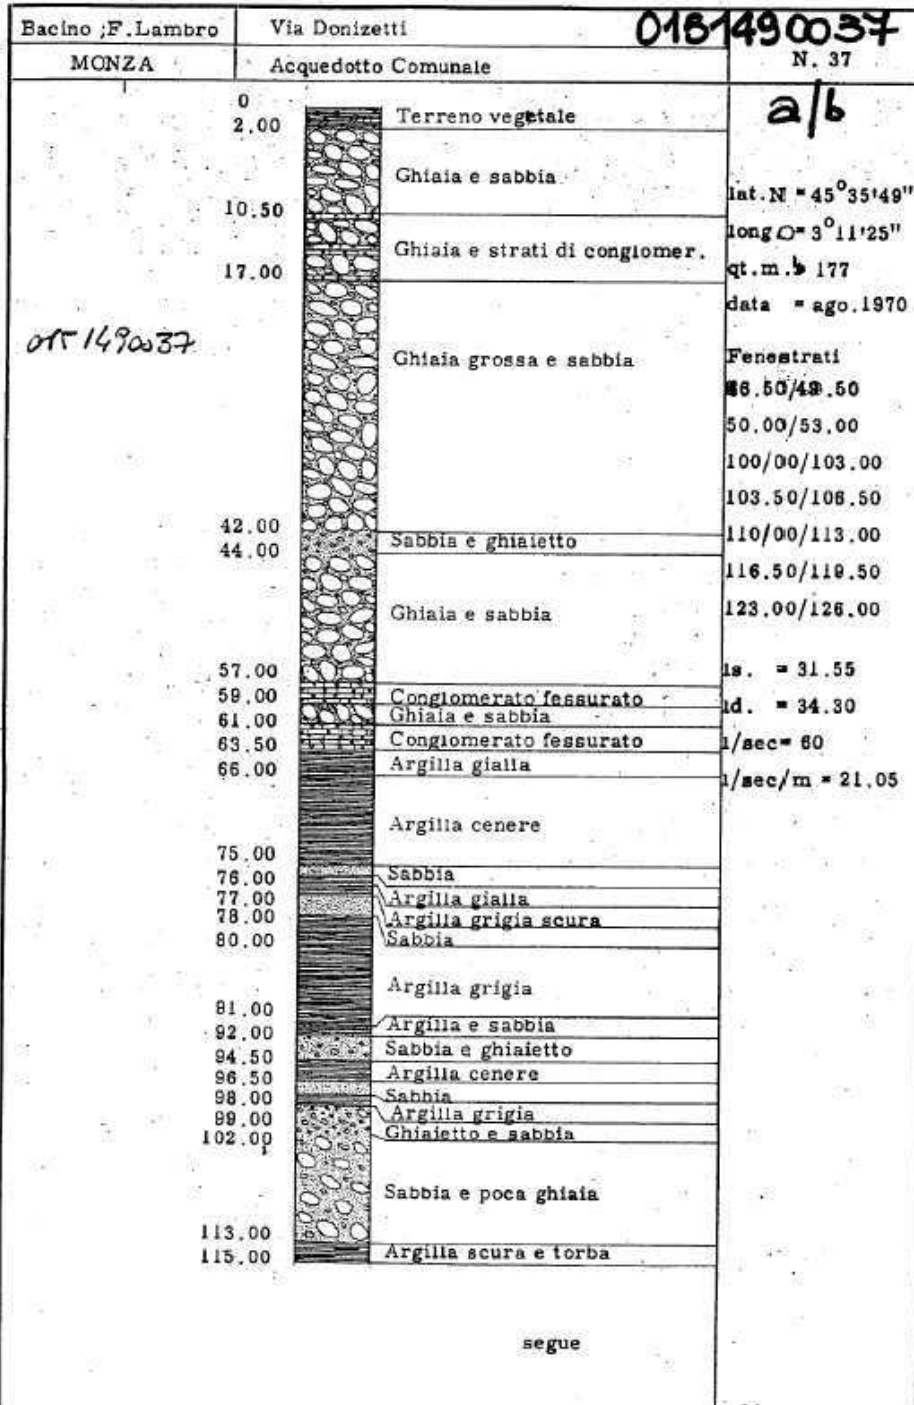 Bacino ;F.Lambro
Via Donizetti
0151490037
MONZA
Acquedotto Comunale
N. 37
a/b
0
Terreno vegetale
2.00
Ghiaia e sabbia
10.50
Ghiaia e strati di conglomer.
17.00
Ghiaia grossa e sabbia
0151490037
42.00
Sabbia e ghiaietto
44.00
Ghiaia e sabbia
57.00
Conglomerato fessurato
59.00
Ghiaia e sabbia
61.00
Conglomerato fessurato
63.50
Argilla gialla
66.00
Argilla cenere
75.00
Sabbia
76.00
Argilla gialla
77.00
Argilla grigia scura
78.00
Sabbia
80.00
Argilla grigia
81.00
Argilla e sabbia
92.00
Sabbia e ghiaietto
94.50
Argilla cenere
96.50
Sabbia
98.00
Argilla grigia
99.00
Ghiaietto e sabbia
102.00
Sabbia e poca ghiaia
113.00
Argilla scura e torba
115.00
segue
lat.N = 45°35'49"
long O= 3°11'25"
qt.m.s 177
data = ago.1970
Fenestrati
46.50/49.50
50.00/53.00
100/00/103.00
103.50/106.50
110/00/113.00
116.50/119.50
123.00/126.00
ls. = 31.55
ld. = 34.30
l/sec= 60
l/sec/m = 21.05